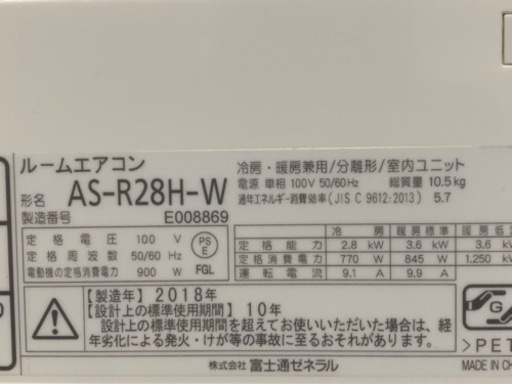 ルームエアコン
形名 AS-R28H-W
製造番号 E008869
冷房・暖房兼用/分離形/室内ユニット
電源 単相100V 50/60Hz 総質量 10.5kg
通年エネルギー消費効率(JIS C 9612:2013) 5.7
定格電圧 100 V
定格周波数 50/60 Hz
電動機の定格消費電力 900 W
PS
E
FGL
冷房 暖房標準 暖房低
定格能力 2.8 kW 3.6 kW 3.6 k
定格消費電力 770 W 845 W 1,250 k
運転電流 9.1 A 9.9 A
【製造年】2018年
【設計上の標準使用期間】10年
設計上の標準使用期間を超えてお使いいただいた場合は、経
年劣化による発火・けが等の事故に至るおそれがあります。
G
>PET
株式会社 富士通ゼネラル
MADE IN CH